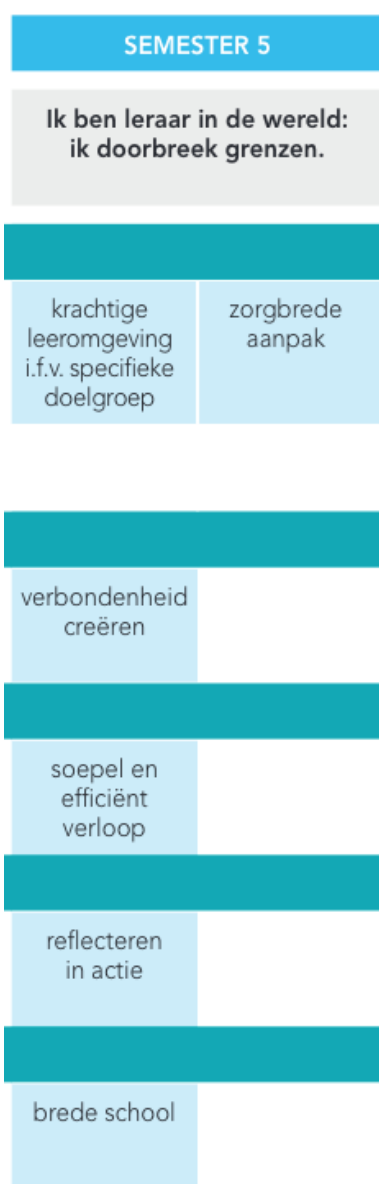 SEMESTER 5
Ik ben leraar in de wereld:
ik doorbreek grenzen.
krachtige
leeromgeving
i.f.v. specifieke
doelgroep
zorgbrede
aanpak
verbondenheid
creëren
soepel en
efficiënt
verloop
reflecteren
in actie
brede school